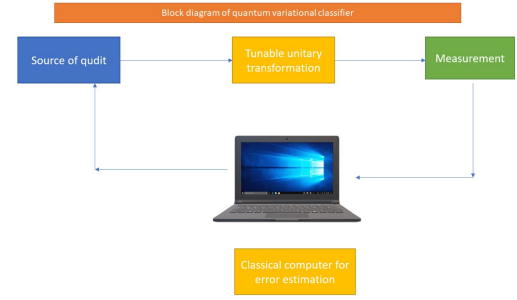 Block diagram of quantum variational classifier
Source of qudit
Tunable unitary
transformation
Measurement
Classical computer for
error estimation